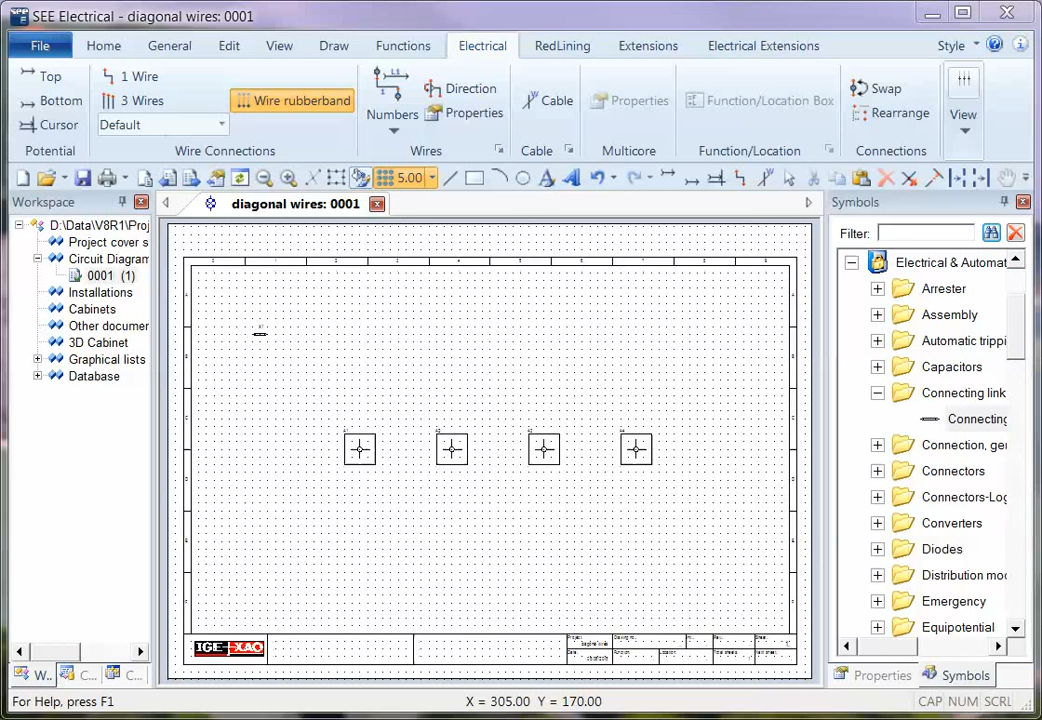 SEE Electrical - diagonal wires: 0001
File Home General Edit View Draw Functions Electrical RedLining Extensions Electrical Extensions Style
Top 1 Wire L1 Direction Swap
Bottom 3 Wires Wire rubberband Numbers Properties Cable Properties Function/Location Box Rearrange View
Cursor Default
Potential Wire Connections Wires Cable Multicore Function/Location Connections
5.00
Workspace diagonal wires: 0001 Symbols
D:\Data\V8R1\Proj
Project cover s
Circuit Diagram
0001 (1)
Installations
Cabinets
Other documer
3D Cabinet
Graphical lists
Database
IGE XAO
Filter:
Electrical & Automat
Arrester
Assembly
Automatic trippi
Capacitors
Connecting link
Connecting
Connection, ger
Connectors
Connectors-Log
Converters
Diodes
Distribution mod
Emergency
Equipotential
W... C... C... Properties Symbols
For Help, press F1 X = 305.00 Y = 170.00 CAP NUM SCRL